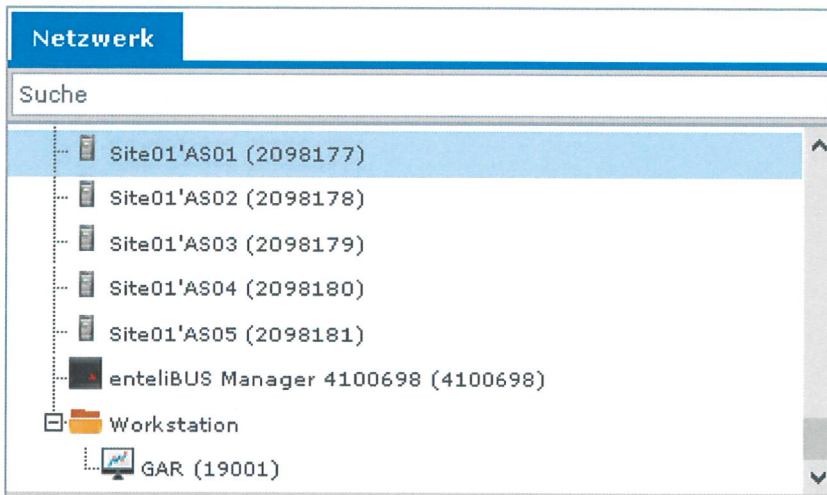 Netzwerk
Suche
Site01'AS01 (2098177)
Site01'AS02 (2098178)
Site01'AS03 (2098179)
Site01'AS04 (2098180)
Site01'AS05 (2098181)
enteliBUS Manager 4100698 (4100698)
Workstation
GAR (19001)